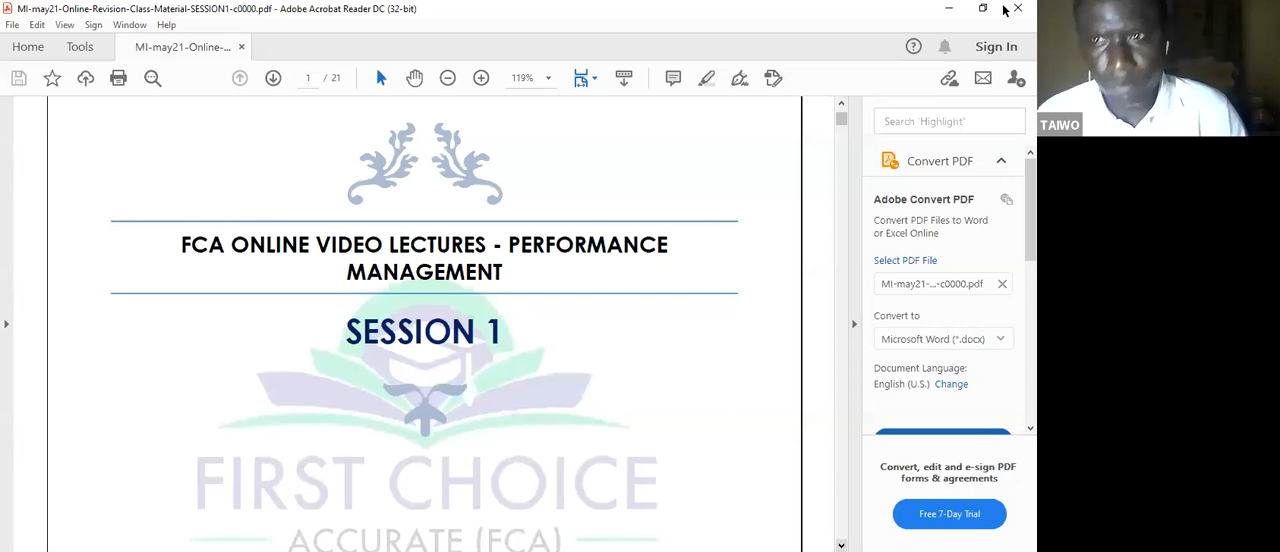 MI-may21-Online-Revision-Class-Material-SESSION1-c0000.pdf - Adobe Acrobat Reader DC (32-bit)
File Edit View Sign Window Help
Home Tools MI-may21-Online-... × Sign In
1 / 21 119%
Search 'Highlight'
Convert PDF
Adobe Convert PDF
Convert PDF Files to Word
or Excel Online
Select PDF File
MI-may21-...-c0000.pdf
Convert to
Microsoft Word (*.docx)
Document Language:
English (U.S.) Change
Convert, edit and e-sign PDF
forms & agreements
Free 7-Day Trial
FCA ONLINE VIDEO LECTURES - PERFORMANCE
MANAGEMENT
SESSION 1
FIRST CHOICE
ACCURATE (FCA)
TAIWO